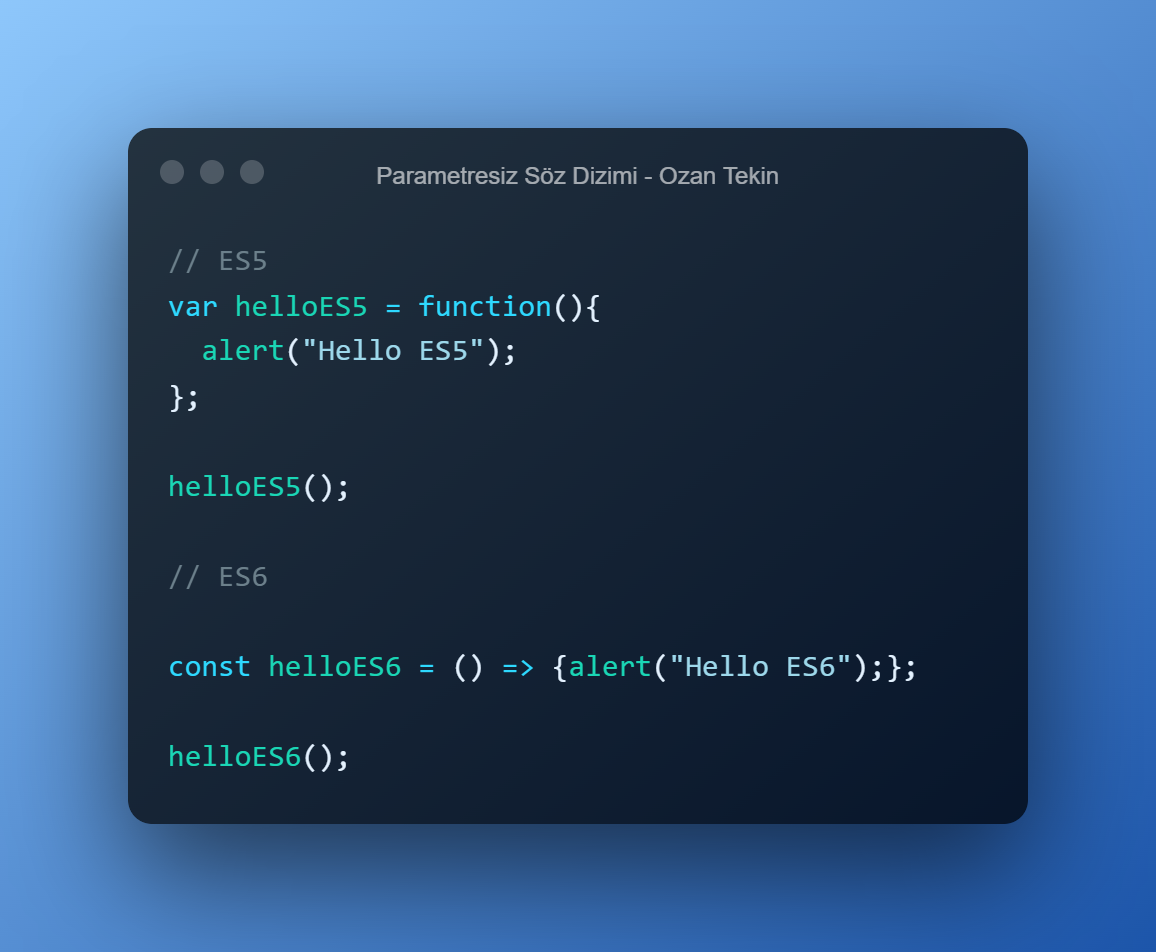 Parametresiz Söz Dizimi - Ozan Tekin
// ES5
var helloES5 = function(){
  alert("Hello ES5");
};
helloES5();
// ES6
const helloES6 = () => {alert("Hello ES6");};
helloES6();